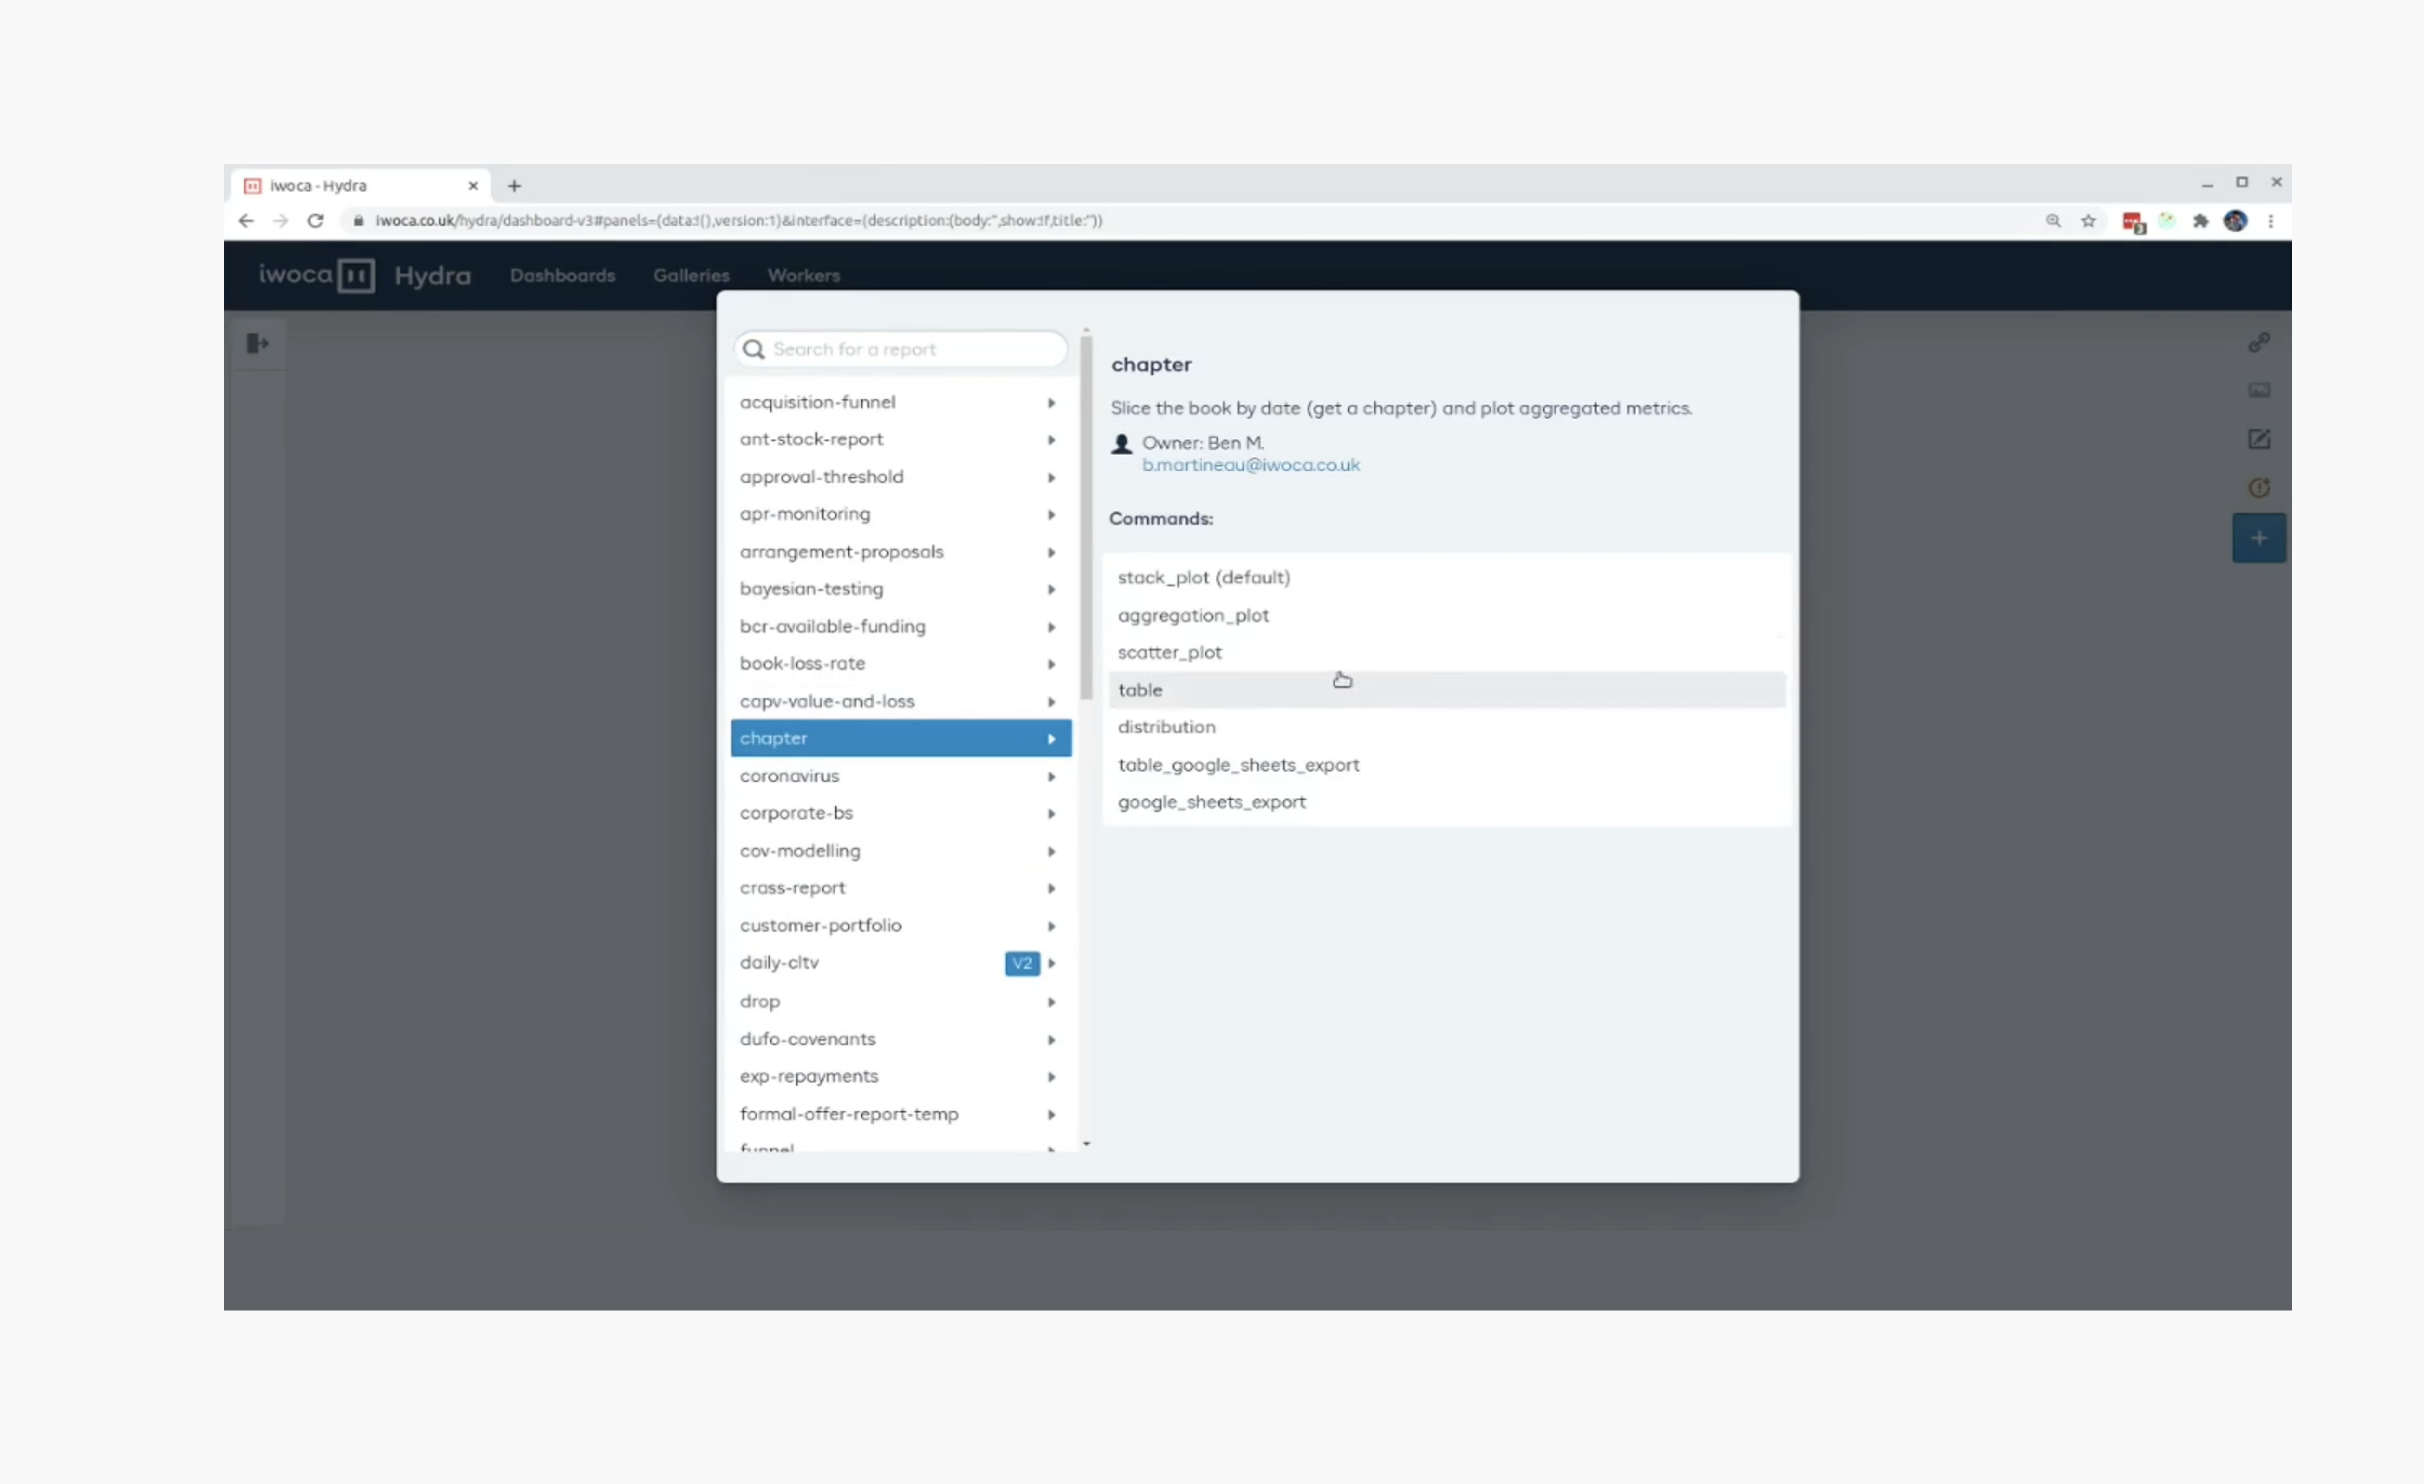 iwoca - Hydra
iwoca.co.uk/hydra/dashboard-v3#panels=(data:!(),version:1)&interface=(description:(body:'',show:!f,title:''))
3
iwoca Hydra Dashboards Galleries Workers
Search for a report
acquisition-funnel
ant-stock-report
approval-threshold
apr-monitoring
arrangement-proposals
bayesian-testing
bcr-available-funding
book-loss-rate
capv-value-and-loss
chapter
coronavirus
corporate-bs
cov-modelling
crass-report
customer-portfolio
daily-cltv V2
drop
dufo-covenants
exp-repayments
formal-offer-report-temp
funnel
chapter
Slice the book by date (get a chapter) and plot aggregated metrics.
Owner: Ben M.
b.martineau@iwoca.co.uk
Commands:
stack_plot (default)
aggregation_plot
scatter_plot
table
distribution
table_google_sheets_export
google_sheets_export